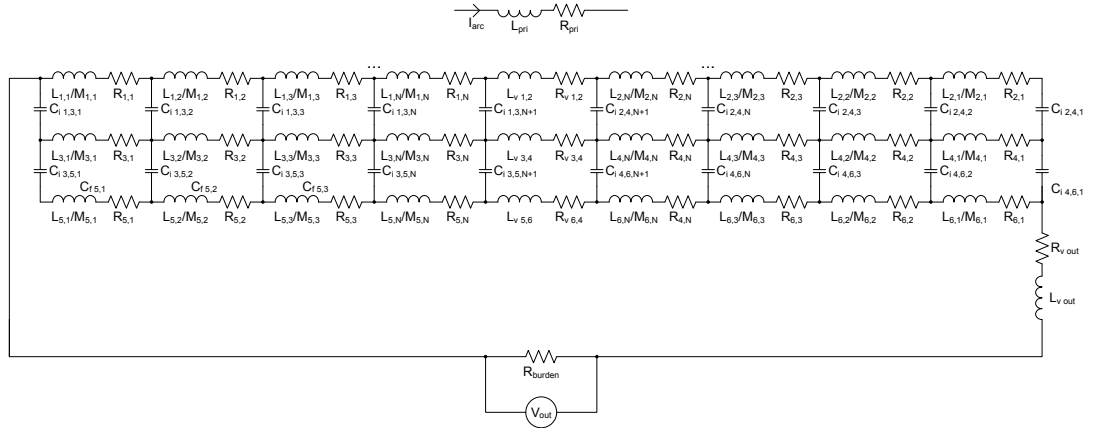 I_arc L_pri R_pri
... ...
L_1,1/M_1,1 R_1,1 L_1,2/M_1,2 R_1,2 L_1,3/M_1,3 R_1,3 L_1,N/M_1,N R_1,N L_v 1,2 R_v 1,2 L_2,N/M_2,N R_2,N L_2,3/M_2,3 R_2,3 L_2,2/M_2,2 R_2,2 L_2,1/M_2,1 R_2,1
C_i 1,3,1 C_i 1,3,2 C_i 1,3,3 C_i 1,3,N C_i 1,3,N+1 C_i 2,4,N+1 C_i 2,4,N C_i 2,4,3 C_i 2,4,2 C_i 2,4,1
L_3,1/M_3,1 R_3,1 L_3,2/M_3,2 R_3,2 L_3,3/M_3,3 R_3,3 L_3,N/M_3,N R_3,N L_v 3,4 R_v 3,4 L_4,N/M_4,N R_4,N L_4,3/M_4,3 R_4,3 L_4,2/M_4,2 R_4,2 L_4,1/M_4,1 R_4,1
C_i 3,5,1 C_i 3,5,2 C_i 3,5,3 C_i 3,5,N C_i 3,5,N+1 C_i 4,6,N+1 C_i 4,6,N C_i 4,6,3 C_i 4,6,2 C_i 4,6,1
C_f 5,1 C_f 5,2 C_f 5,3
L_5,1/M_5,1 R_5,1 L_5,2/M_5,2 R_5,2 L_5,3/M_5,3 R_5,3 L_5,N/M_5,N R_5,N L_v 5,6 R_v 6,4 L_6,N/M_6,N R_4,N L_6,3/M_6,3 R_6,3 L_6,2/M_6,2 R_6,2 L_6,1/M_6,1 R_6,1
R_v out
L_v out
R_burden
V_out